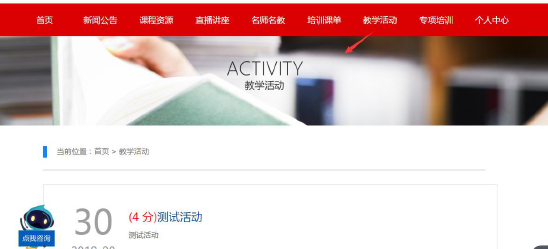 首页 新闻公告 课程资源 直播讲座 名师名教 培训课单 教学活动 专项培训 个人中心
ACTIVITY
教学活动
当前位置：首页 > 教学活动
30
(4 分)测试活动
测试活动
点我咨询